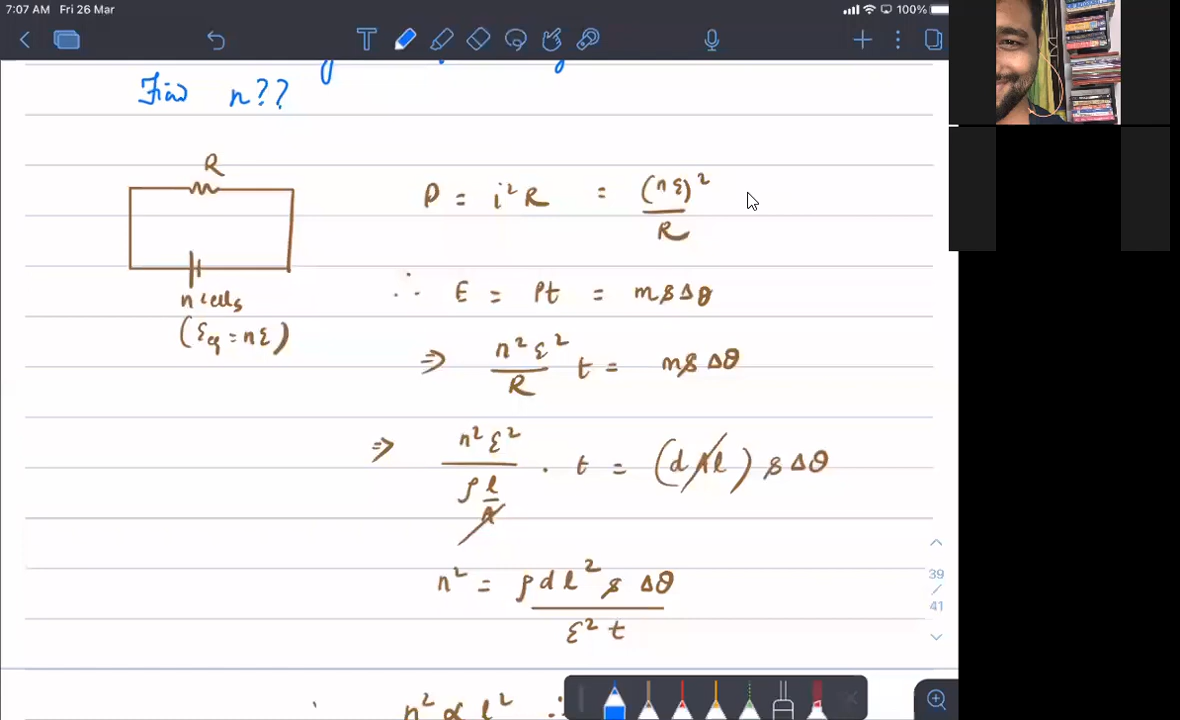 7:07 AM Fri 26 Mar
100%
Find n??
R
n cells
(εq = nε)
P = i²R = (nε)² / R
∴ E = Pt = msΔθ
⇒ n²ε² / R t = msΔθ
⇒ n²ε² / ρ l/A · t = (dAl) sΔθ
n² = ρdl²sΔθ / ε²t
n² ∝ l²
39
/
41